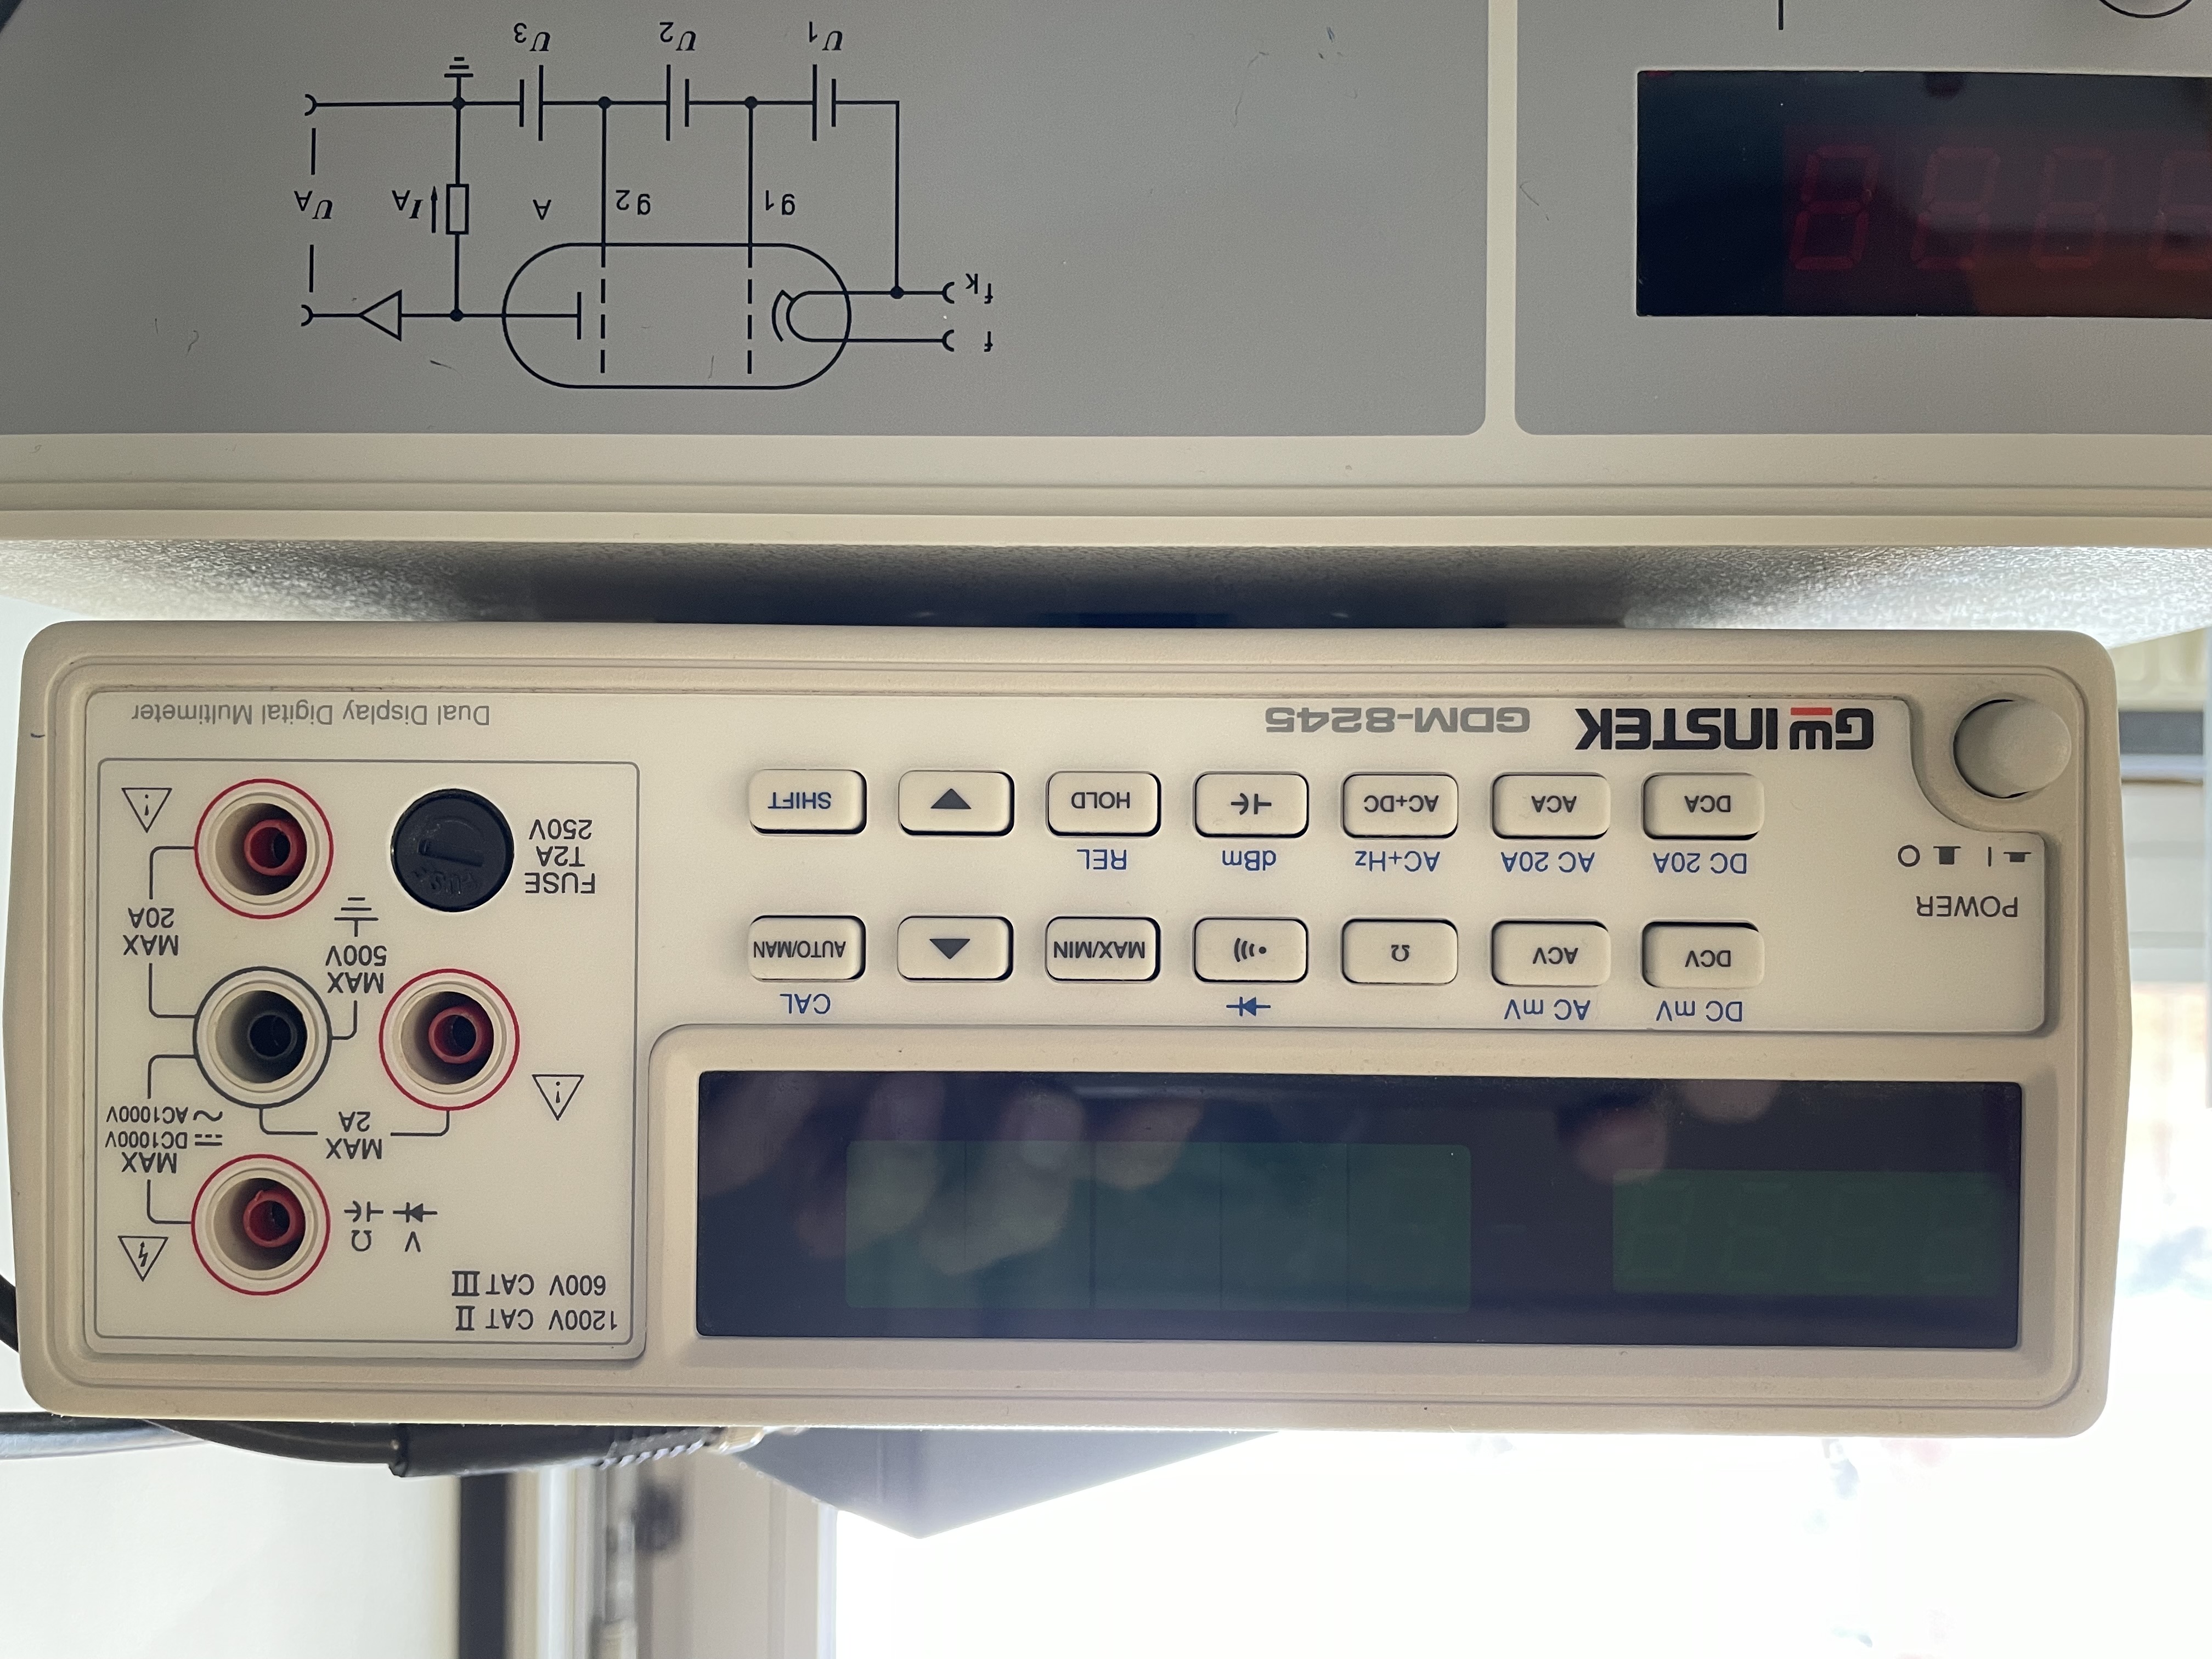 1200V CAT II
600V CAT III
V Ω
MAX
DC1000V
AC1000V
MAX
2A
MAX
500V
MAX
20A
FUSE
T2A
250V
FUSE
DC mV AC mV CAL
DCV ACV Ω MAX/MIN AUTO/MAN
POWER
DC 20A AC 20A AC+Hz dBm REL
DCA ACA AC+DC HOLD SHIFT
GW INSTEK GDM-8245
Dual Display Digital Multimeter
f
fk
g1 g2 A IA UA
U1 U2 U3